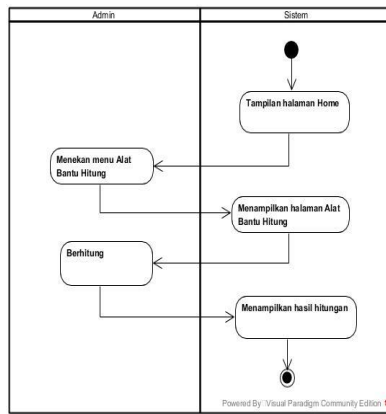 Admin
Sistem
Tampilan halaman Home
Menekan menu Alat
Bantu Hitung
Menampilkan halaman Alat
Bantu Hitung
Berhitung
Menampilkan hasil hitungan
Powered By Visual Paradigm Community Edition